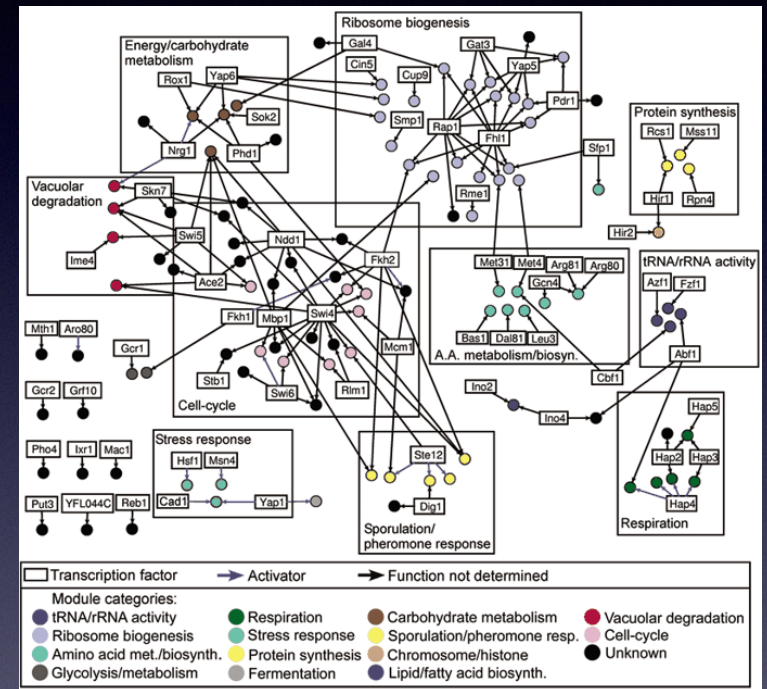 Ribosome biogenesis
Energy/carbohydrate
metabolism
Gal4
Gat3
Cin5
Yap5
Rox1
Yap6
Cup9
Pdr1
Sok2
Smp1
Rap1
Fhl1
Protein synthesis
Rcs1
Mss11
Nrg1
Phd1
Sfp1
Vacuolar
degradation
Skn7
Rme1
Hir1
Rpn4
Hir2
Swi5
Ndd1
Ime4
Fkh2
Met31
Met4
Arg81
Arg80
tRNA/rRNA activity
Ace2
Gcn4
Azf1
Fzf1
Fkh1
Mbp1
Swi4
Mth1
Aro80
Gcr1
Mcm1
Bas1
Dal81
Leu3
A.A. metabolism/biosyn.
Abf1
Stb1
Swi6
Rlm1
Cbf1
Gcr2
Grf10
Cell-cycle
Ino2
Ino4
Hap5
Pho4
Ixr1
Mac1
Stress response
Hsf1
Msn4
Ste12
Hap2
Hap3
Put3
YFL044C
Reb1
Cad1
Yap1
Dig1
Hap4
Sporulation/
pheromone response
Respiration
Transcription factor
Activator
Function not determined
Module categories:
tRNA/rRNA activity
Respiration
Carbohydrate metabolism
Vacuolar degradation
Ribosome biogenesis
Stress response
Sporulation/pheromone resp.
Cell-cycle
Amino acid met./biosynth.
Protein synthesis
Chromosome/histone
Unknown
Glycolysis/metabolism
Fermentation
Lipid/fatty acid biosynth.